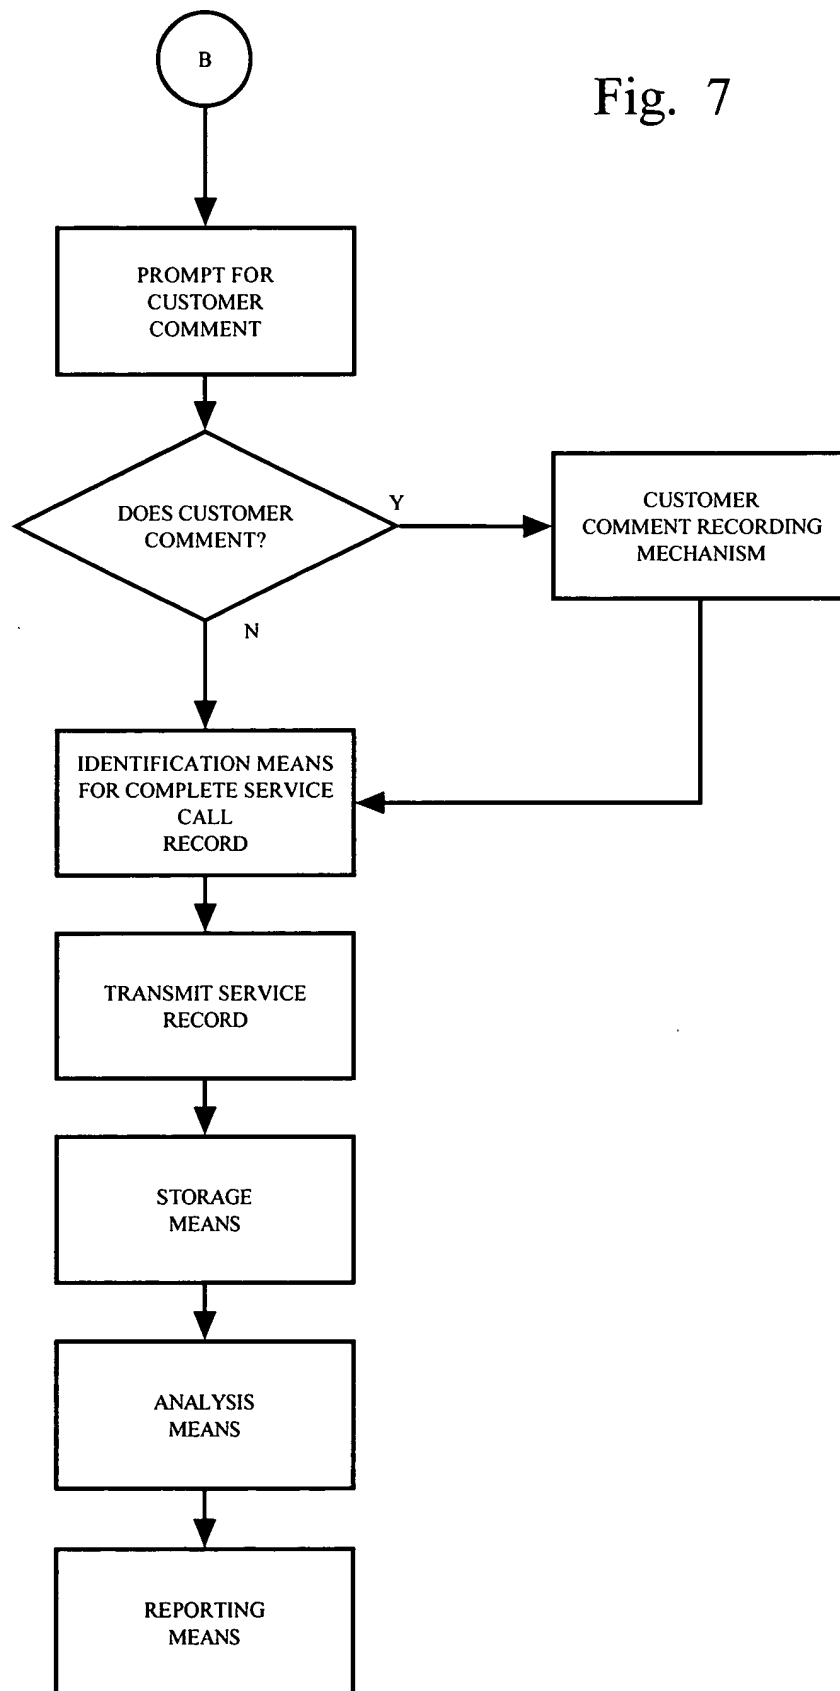 B
Fig. 7
PROMPT FOR
CUSTOMER
COMMENT
DOES CUSTOMER
COMMENT?
Y
N
CUSTOMER
COMMENT RECORDING
MECHANISM
IDENTIFICATION MEANS
FOR COMPLETE SERVICE
CALL
RECORD
TRANSMIT SERVICE
RECORD
STORAGE
MEANS
ANALYSIS
MEANS
REPORTING
MEANS